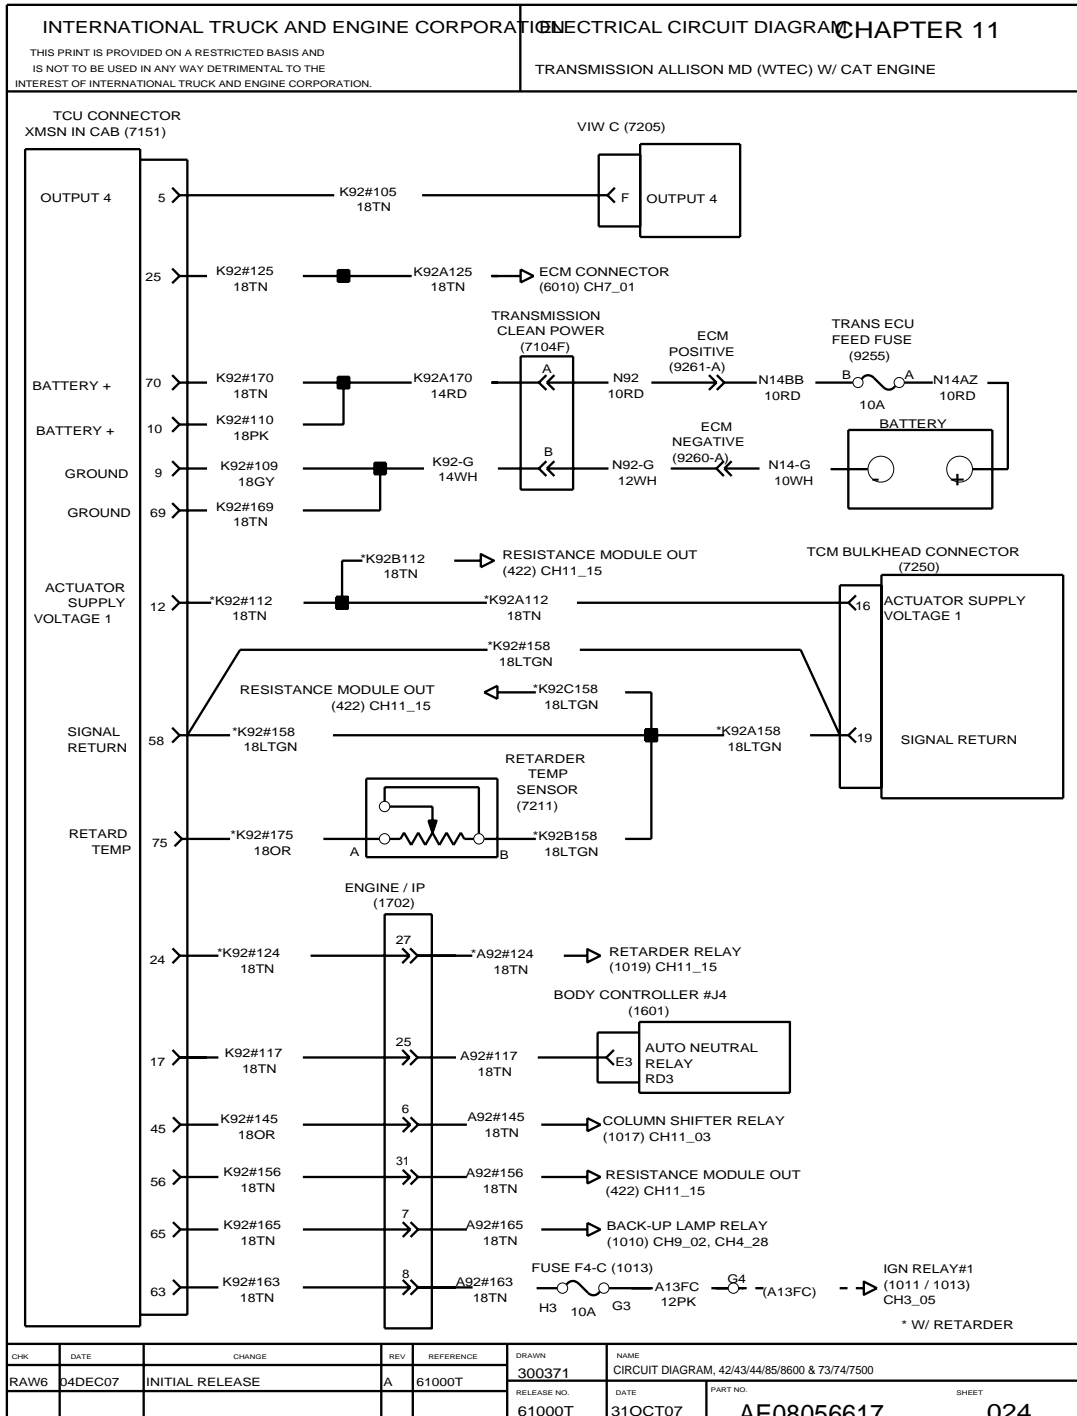 INTERNATIONAL TRUCK AND ENGINE CORPORATION
ELECTRICAL CIRCUIT DIAGRAM
CHAPTER 11
THIS PRINT IS PROVIDED ON A RESTRICTED BASIS AND
IS NOT TO BE USED IN ANY WAY DETRIMENTAL TO THE
INTEREST OF INTERNATIONAL TRUCK AND ENGINE CORPORATION.
TRANSMISSION ALLISON MD (WTEC) W/ CAT ENGINE
TCU CONNECTOR
XMSN IN CAB (7151)
VIW C (7205)
OUTPUT 4
5
K92#105
18TN
F
OUTPUT 4
25
K92#125
18TN
K92A125
18TN
ECM CONNECTOR
(6010) CH7_01
TRANSMISSION
CLEAN POWER
(7104F)
ECM
POSITIVE
(9261-A)
TRANS ECU
FEED FUSE
(9255)
BATTERY +
70
K92#170
18TN
K92A170
14RD
A
N92
10RD
N14BB
10RD
B
A
10A
N14AZ
10RD
BATTERY +
10
K92#110
18PK
ECM
NEGATIVE
(9260-A)
BATTERY
GROUND
9
K92#109
18GY
K92-G
14WH
B
N92-G
12WH
N14-G
10WH
-
+
GROUND
69
K92#169
18TN
*K92B112
18TN
RESISTANCE MODULE OUT
(422) CH11_15
TCM BULKHEAD CONNECTOR
(7250)
ACTUATOR
SUPPLY
VOLTAGE 1
12
*K92#112
18TN
*K92A112
18TN
16
ACTUATOR SUPPLY
VOLTAGE 1
*K92#158
18LTGN
RESISTANCE MODULE OUT
(422) CH11_15
*K92C158
18LTGN
SIGNAL
RETURN
58
*K92#158
18LTGN
*K92A158
18LTGN
19
SIGNAL RETURN
RETARDER
TEMP
SENSOR
(7211)
RETARD
TEMP
75
*K92#175
18OR
A
B
*K92B158
18LTGN
ENGINE / IP
(1702)
24
*K92#124
18TN
27
*A92#124
18TN
RETARDER RELAY
(1019) CH11_15
BODY CONTROLLER #J4
(1601)
17
K92#117
18TN
25
A92#117
18TN
E3
AUTO NEUTRAL
RELAY
RD3
45
K92#145
18OR
6
A92#145
18TN
COLUMN SHIFTER RELAY
(1017) CH11_03
56
K92#156
18TN
31
A92#156
18TN
RESISTANCE MODULE OUT
(422) CH11_15
65
K92#165
18TN
7
A92#165
18TN
BACK-UP LAMP RELAY
(1010) CH9_02, CH4_28
63
K92#163
18TN
8
A92#163
18TN
FUSE F4-C (1013)
H3
10A
G3
A13FC
12PK
G4
(A13FC)
IGN RELAY#1
(1011 / 1013)
CH3_05
* W/ RETARDER
CHK DATE CHANGE REV REFERENCE
RAW6 04DEC07 INITIAL RELEASE A 61000T
DRAWN
300371
NAME
CIRCUIT DIAGRAM, 42/43/44/85/8600 & 73/74/7500
RELEASE NO.
61000T
DATE
31OCT07
PART NO.
AE08056617
SHEET
024